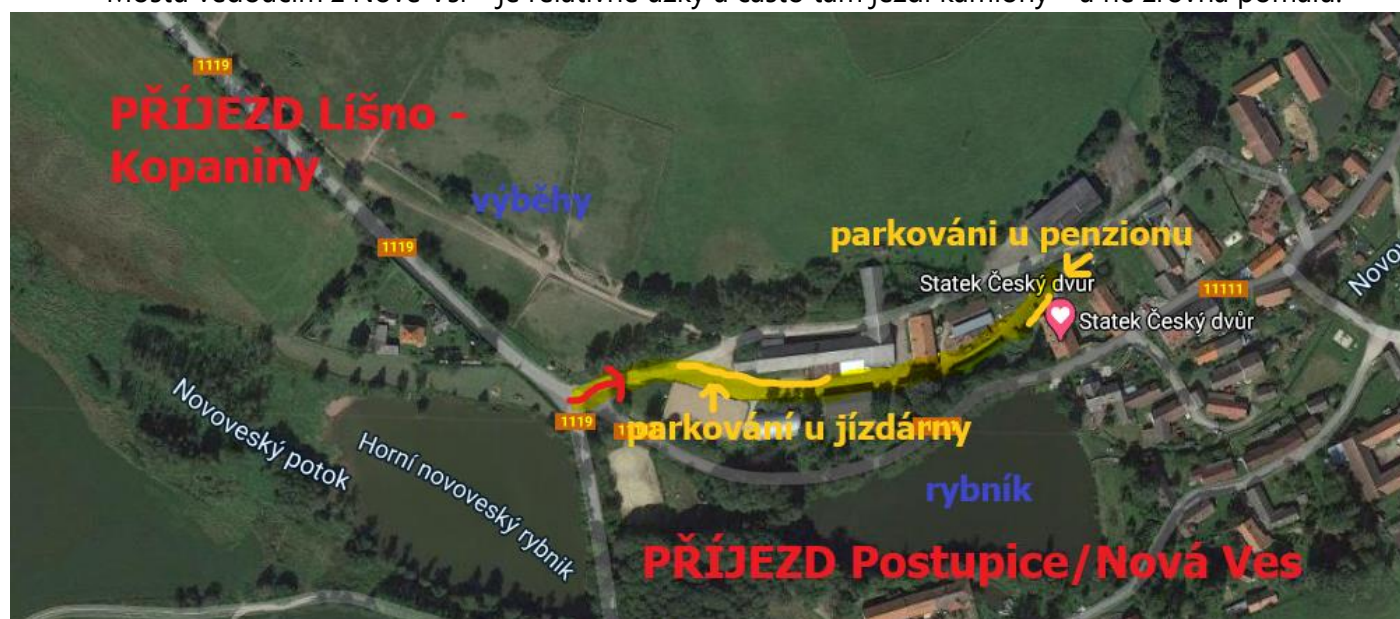 1119
PŘÍJEZD Líšno -
Kopaniny
výběhy
1119
parkováni u penzionu
Statek Český dvůr
11111
Statek Český dvůr
1119
parkování u jízdárny
Novoveský potok
Horní novoveský rybník
rybník
PŘÍJEZD Postupice/Nová Ves